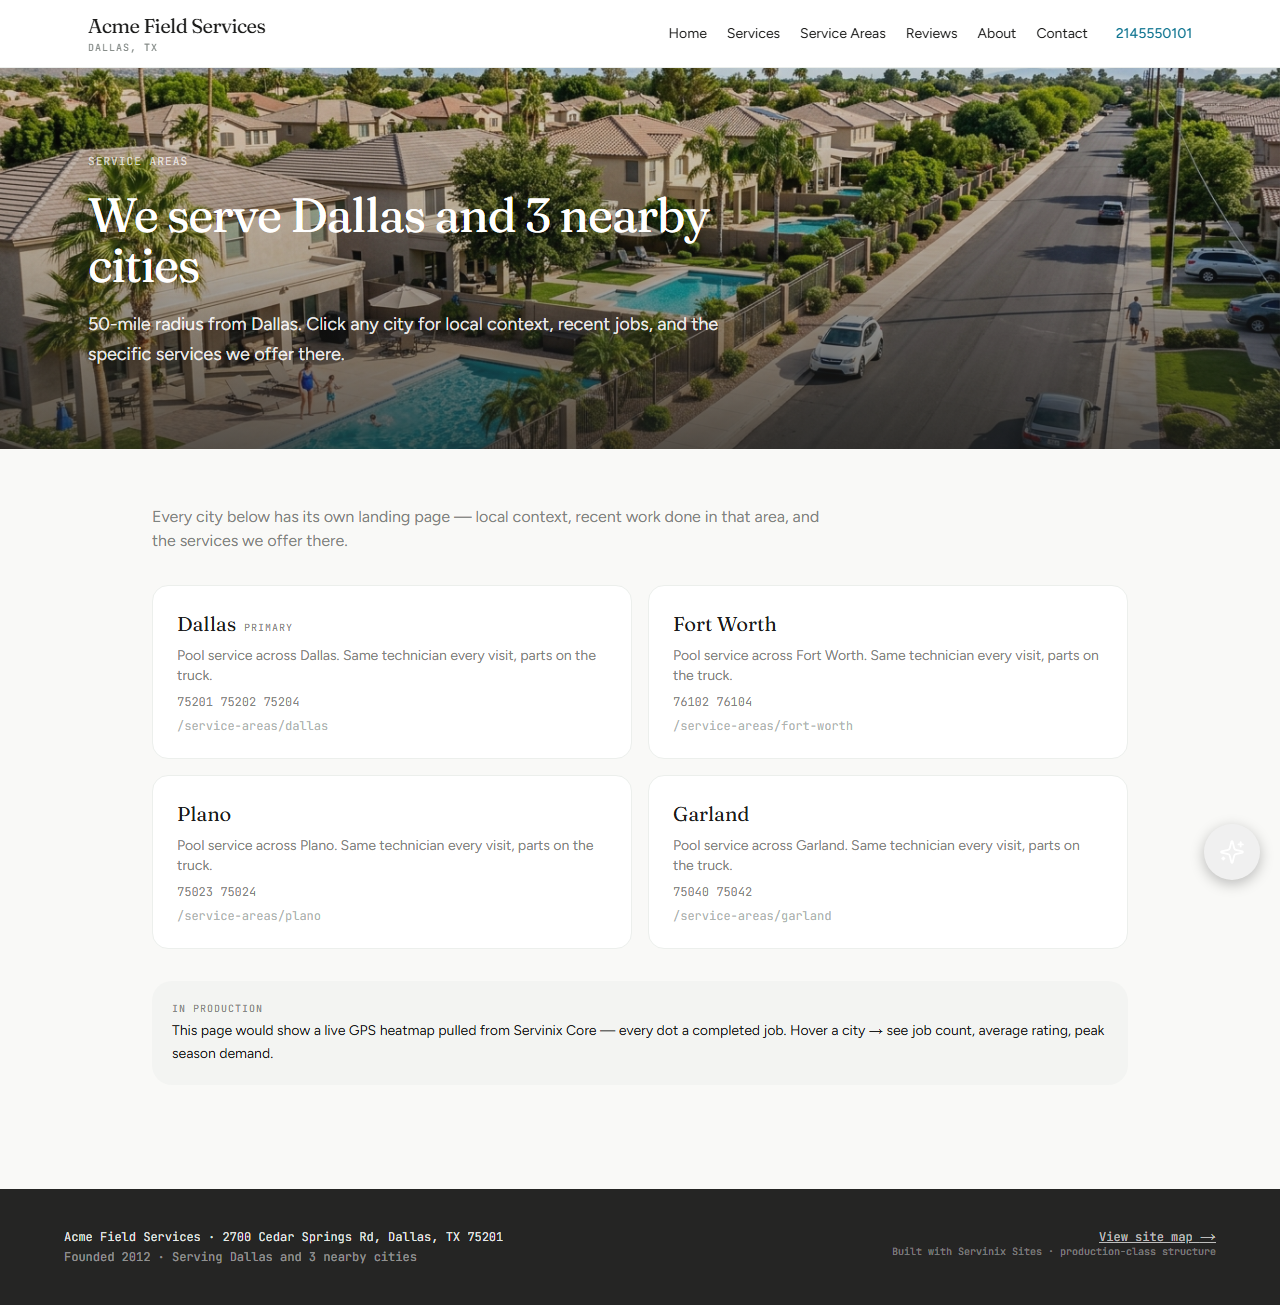 Acme Field Services
DALLAS, TX
Home Services Service Areas Reviews About Contact 2145550101
SERVICE AREAS
We serve Dallas and 3 nearby
cities
50-mile radius from Dallas. Click any city for local context, recent jobs, and the
specific services we offer there.
Every city below has its own landing page — local context, recent work done in that area, and
the services we offer there.
Dallas PRIMARY
Pool service across Dallas. Same technician every visit, parts on the
truck.
75201 75202 75204
/service-areas/dallas
Fort Worth
Pool service across Fort Worth. Same technician every visit, parts on
the truck.
76102 76104
/service-areas/fort-worth
Plano
Pool service across Plano. Same technician every visit, parts on the
truck.
75023 75024
/service-areas/plano
Garland
Pool service across Garland. Same technician every visit, parts on
the truck.
75040 75042
/service-areas/garland
IN PRODUCTION
This page would show a live GPS heatmap pulled from Servinix Core — every dot a completed job. Hover a city → see job count, average rating, peak
season demand.
Acme Field Services · 2700 Cedar Springs Rd, Dallas, TX 75201
Founded 2012 · Serving Dallas and 3 nearby cities
View site map →
Built with Servinix Sites · production-class structure